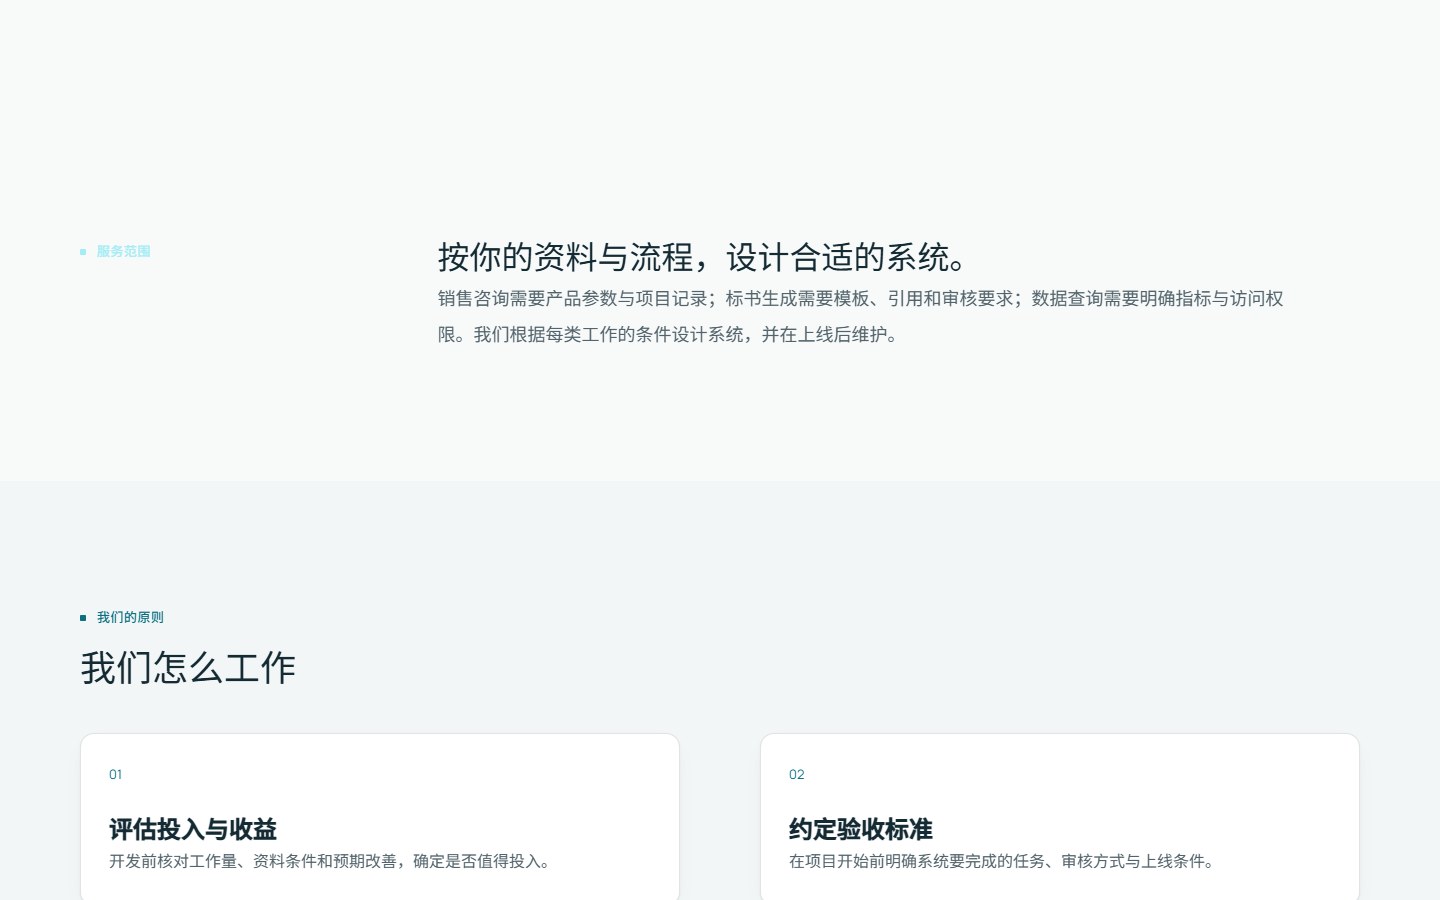 服务范围
按你的资料与流程，设计合适的系统。
销售咨询需要产品参数与项目记录；标书生成需要模板、引用和审核要求；数据查询需要明确指标与访问权
限。我们根据每类工作的条件设计系统，并在上线后维护。
我们的原则
我们怎么工作
01
评估投入与收益
开发前核对工作量、资料条件和预期改善，确定是否值得投入。
02
约定验收标准
在项目开始前明确系统要完成的任务、审核方式与上线条件。